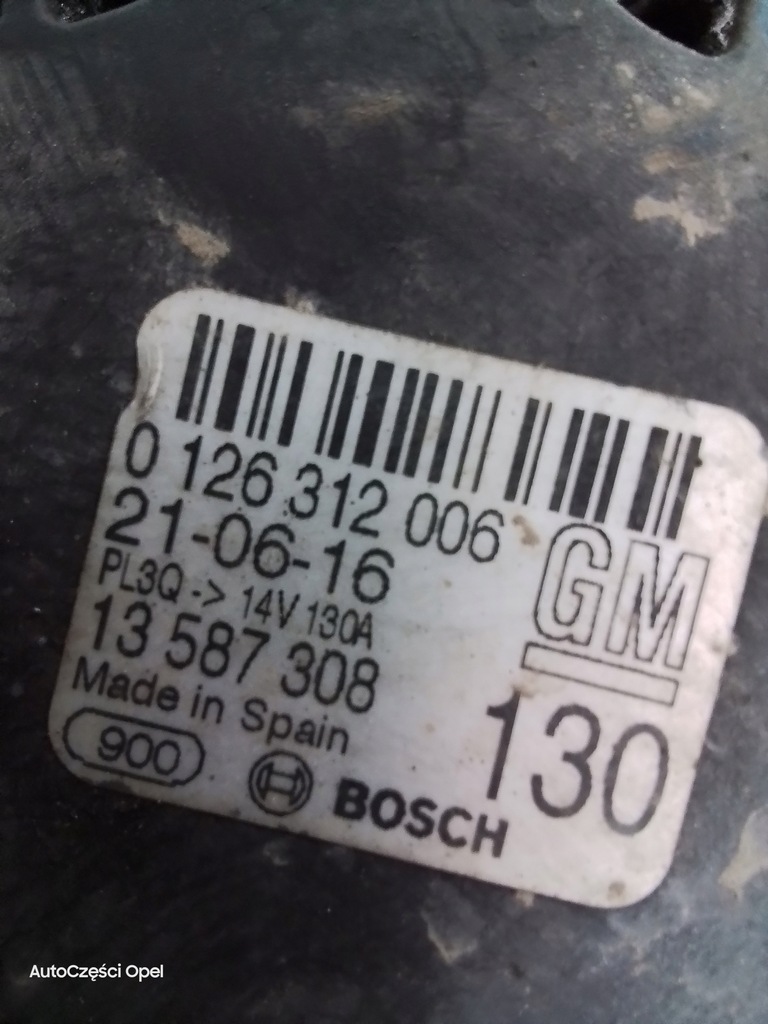 0 126 312 006
21-06-16
PL3Q -> 14V 130A
13 587 308
Made in Spain
900
BOSCH
GM
130
AutoCzęści Opel